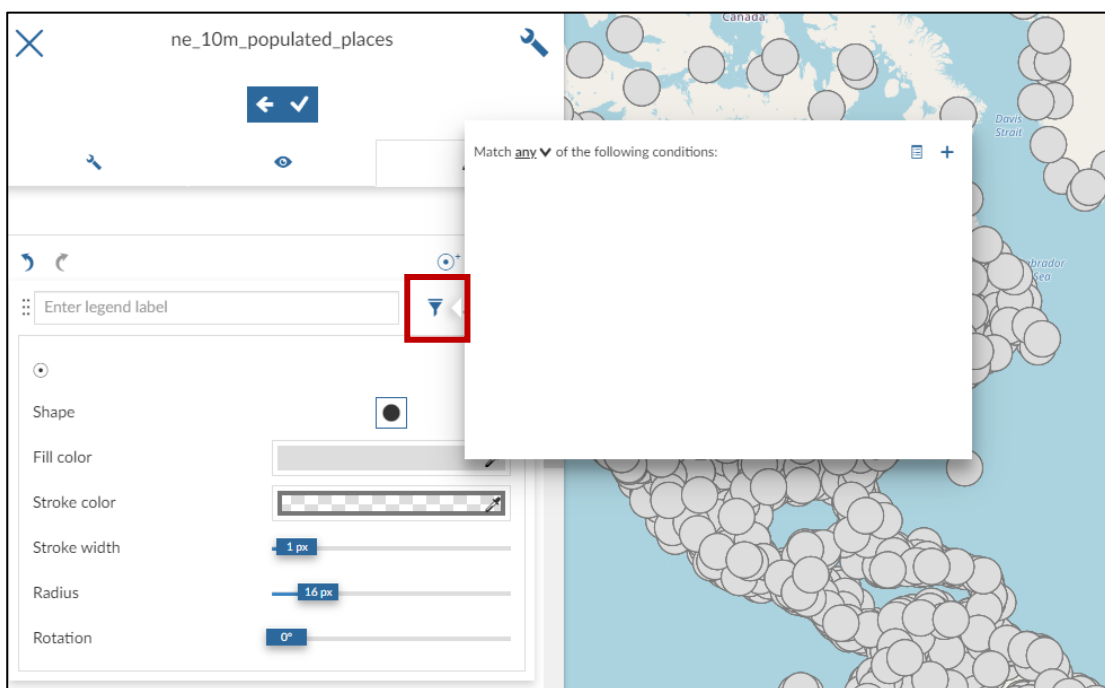 ne_10m_populated_places
Canada
Davis
Strait
Match any of the following conditions:
Enter legend label
Sea
Shape
Fill color
Stroke color
Stroke width
1 px
Radius
16 px
Rotation
0°